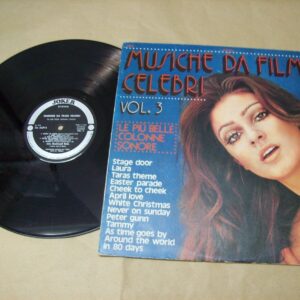 JOKER
MUSICHE DA FILM
CELEBRI
VOL. 3
LE PIÙ BELLE
COLONNE
SONORE
Stage door
Laura
Taras theme
Easter parade
Cheek to cheek
April love
White Christmas
Never on sunday
Peter gunn
Tammy
As time goes by
Around the world
in 80 days